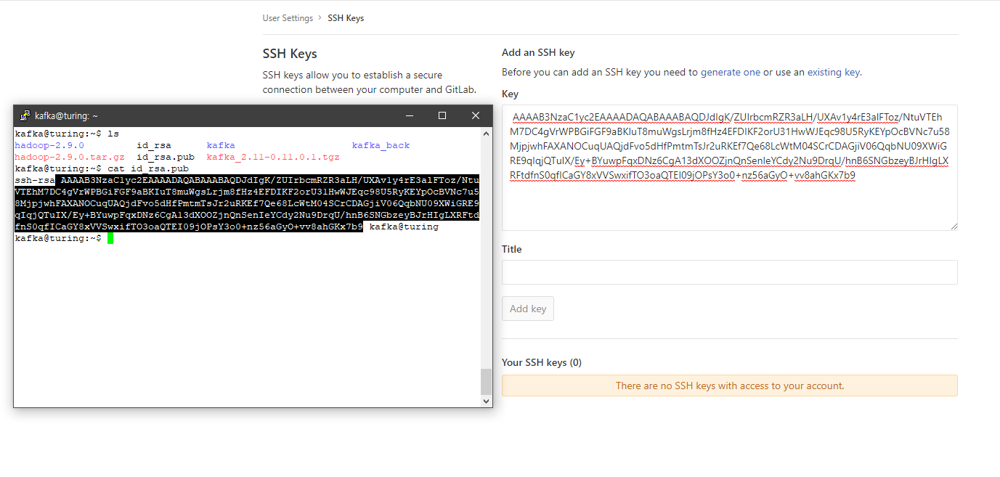 User Settings > SSH Keys
SSH Keys
SSH keys allow you to establish a secure
connection between your computer and GitLab.
Add an SSH key
Before you can add an SSH key you need to generate one or use an existing key.
Key
AAAAB3NzaC1yc2EAAAADAQABAAABAQDJdIgK/ZUIrbcmRZR3aLH/UXAv1y4rE3alFToz/NtuVTEh
M7DC4gVrWPBGiFGF9aBKIuT8muWgsLrjm8fHz4EFDIKF2orU31HwWJEqc98U5RyKEYpOcBVNc7u58
MjpjwhFAXANOCuqUAQjdFvo5dHfPmtmTsJr2uRKEf7Qe68LcWtM04SCrCDAGjiV06QqbNU09XWiG
RE9qIqjQTuIX/Ey+BYuwpFqxDNz6CgA13dXOOZjnQnSenIeYCdy2Nu9DrqU/hnB6SNGbzeyBJrHIgLX
RFtdfnS0qfICaGY8xVVSwxifTO3oaQTEI09jOPsY3o0+nz56aGyO+vv8ahGKx7b9
Title
Add key
Your SSH keys (0)
There are no SSH keys with access to your account.
kafka@turing: ~
kafka@turing:~$ ls
hadoop-2.9.0 id_rsa kafka kafka_back
hadoop-2.9.0.tar.gz id_rsa.pub kafka_2.11-0.11.0.1.tgz
kafka@turing:~$ cat id_rsa.pub
ssh-rsa AAAAB3NzaC1yc2EAAAADAQABAAABAQDJdIgK/ZUIrbcmRZR3aLH/UXAv1y4rE3alFToz/Ntu
VTEhM7DC4gVrWPBGiFGF9aBKIuT8muWgsLrjm8fHz4EFDIKF2orU31HwWJEqc98U5RyKEYpOcBVNc7u5
8MjpjwhFAXANOCuqUAQjdFvo5dHfPmtmTsJr2uRKEf7Qe68LcWtM04SCrCDAGjiV06QqbNU09XWiGRE9
qIqjQTuIX/Ey+BYuwpFqxDNz6CgA13dXOOZjnQnSenIeYCdy2Nu9DrqU/hnB6SNGbzeyBJrHIgLXRFtd
fnS0qfICaGY8xVVSwxifTO3oaQTEI09jOPsY3o0+nz56aGyO+vv8ahGKx7b9 kafka@turing
kafka@turing:~$